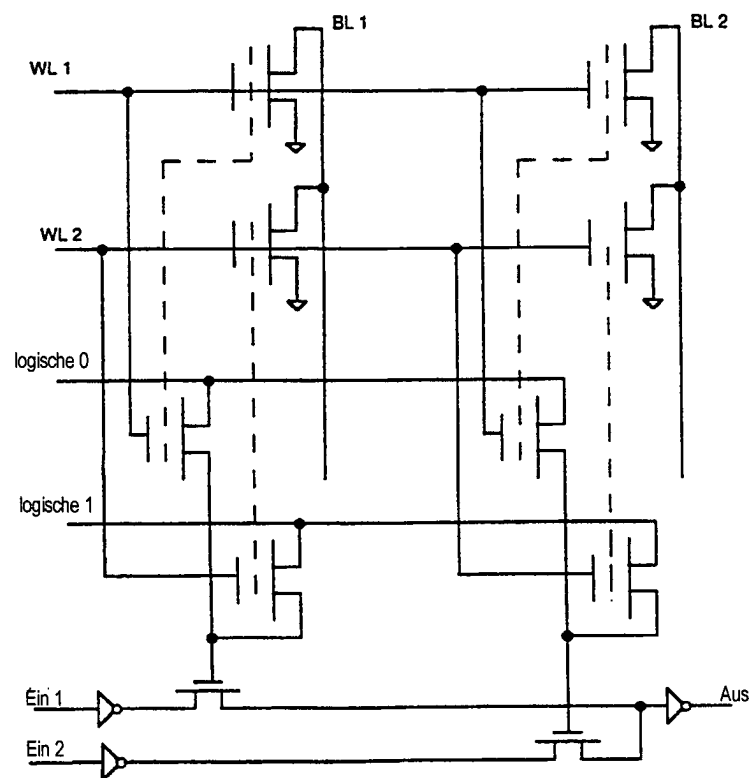 BL 1
BL 2
WL 1
WL 2
logische 0
logische 1
Ein 1
Aus
Ein 2